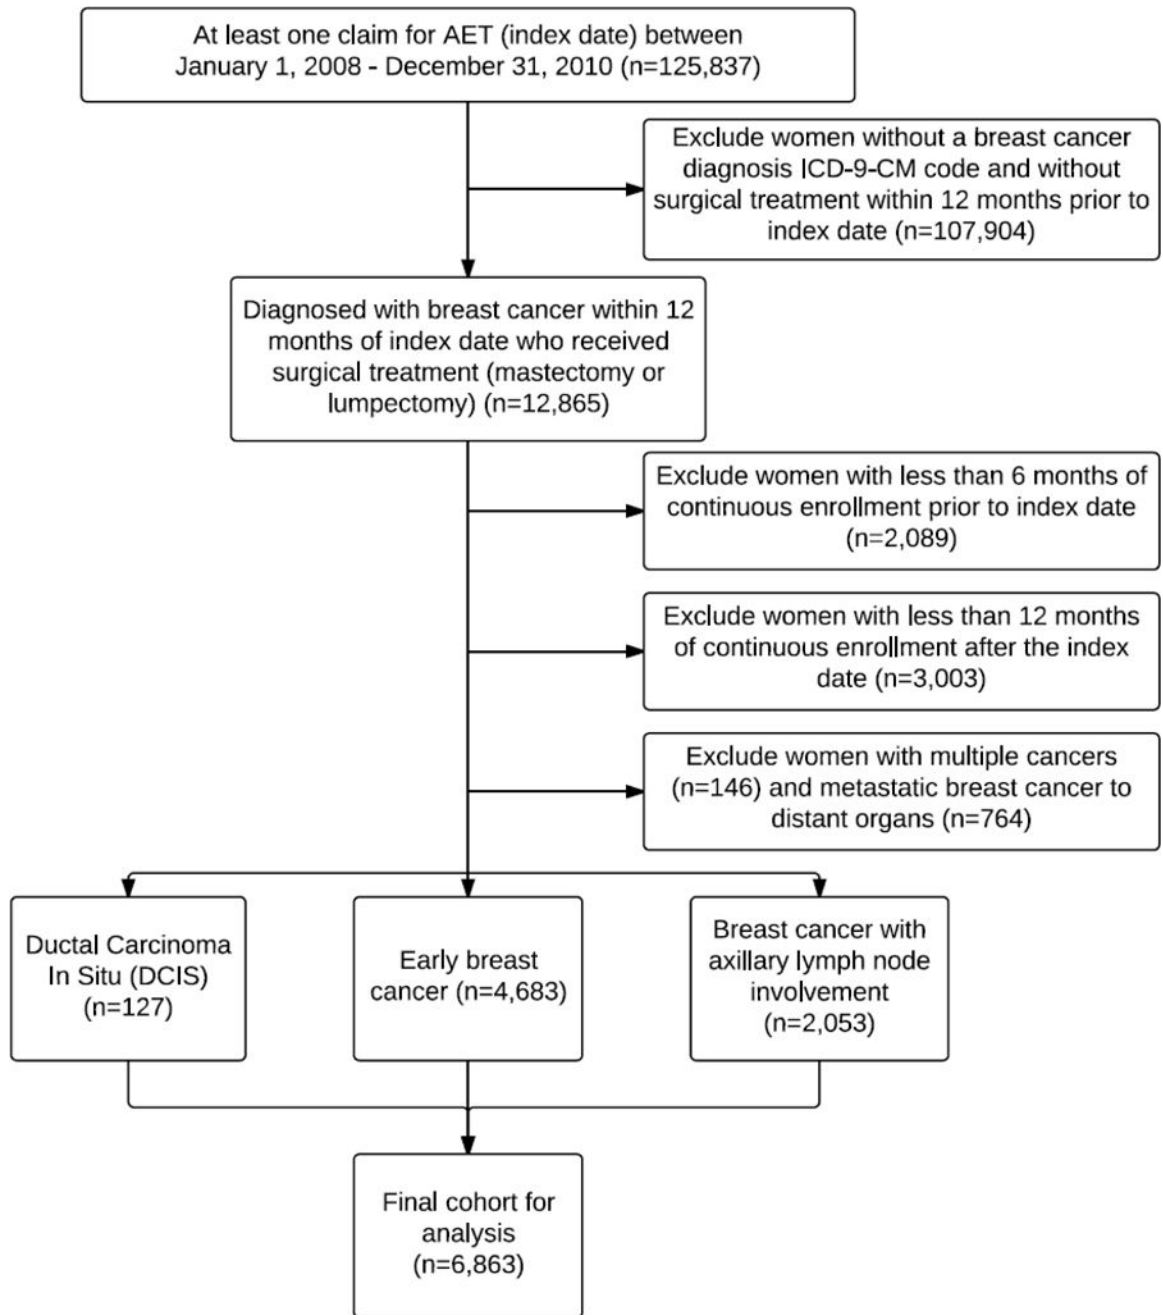 At least one claim for AET (index date) between
January 1, 2008 - December 31, 2010 (n=125,837)
Exclude women without a breast cancer
diagnosis ICD-9-CM code and without
surgical treatment within 12 months prior to
index date (n=107,904)
Diagnosed with breast cancer within 12
months of index date who received
surgical treatment (mastectomy or
lumpectomy) (n=12,865)
Exclude women with less than 6 months of
continuous enrollment prior to index date
(n=2,089)
Exclude women with less than 12 months
of continuous enrollment after the index
date (n=3,003)
Exclude women with multiple cancers
(n=146) and metastatic breast cancer to
distant organs (n=764)
Ductal Carcinoma
In Situ (DCIS)
(n=127)
Early breast
cancer (n=4,683)
Breast cancer with
axillary lymph node
involvement
(n=2,053)
Final cohort for
analysis
(n=6,863)